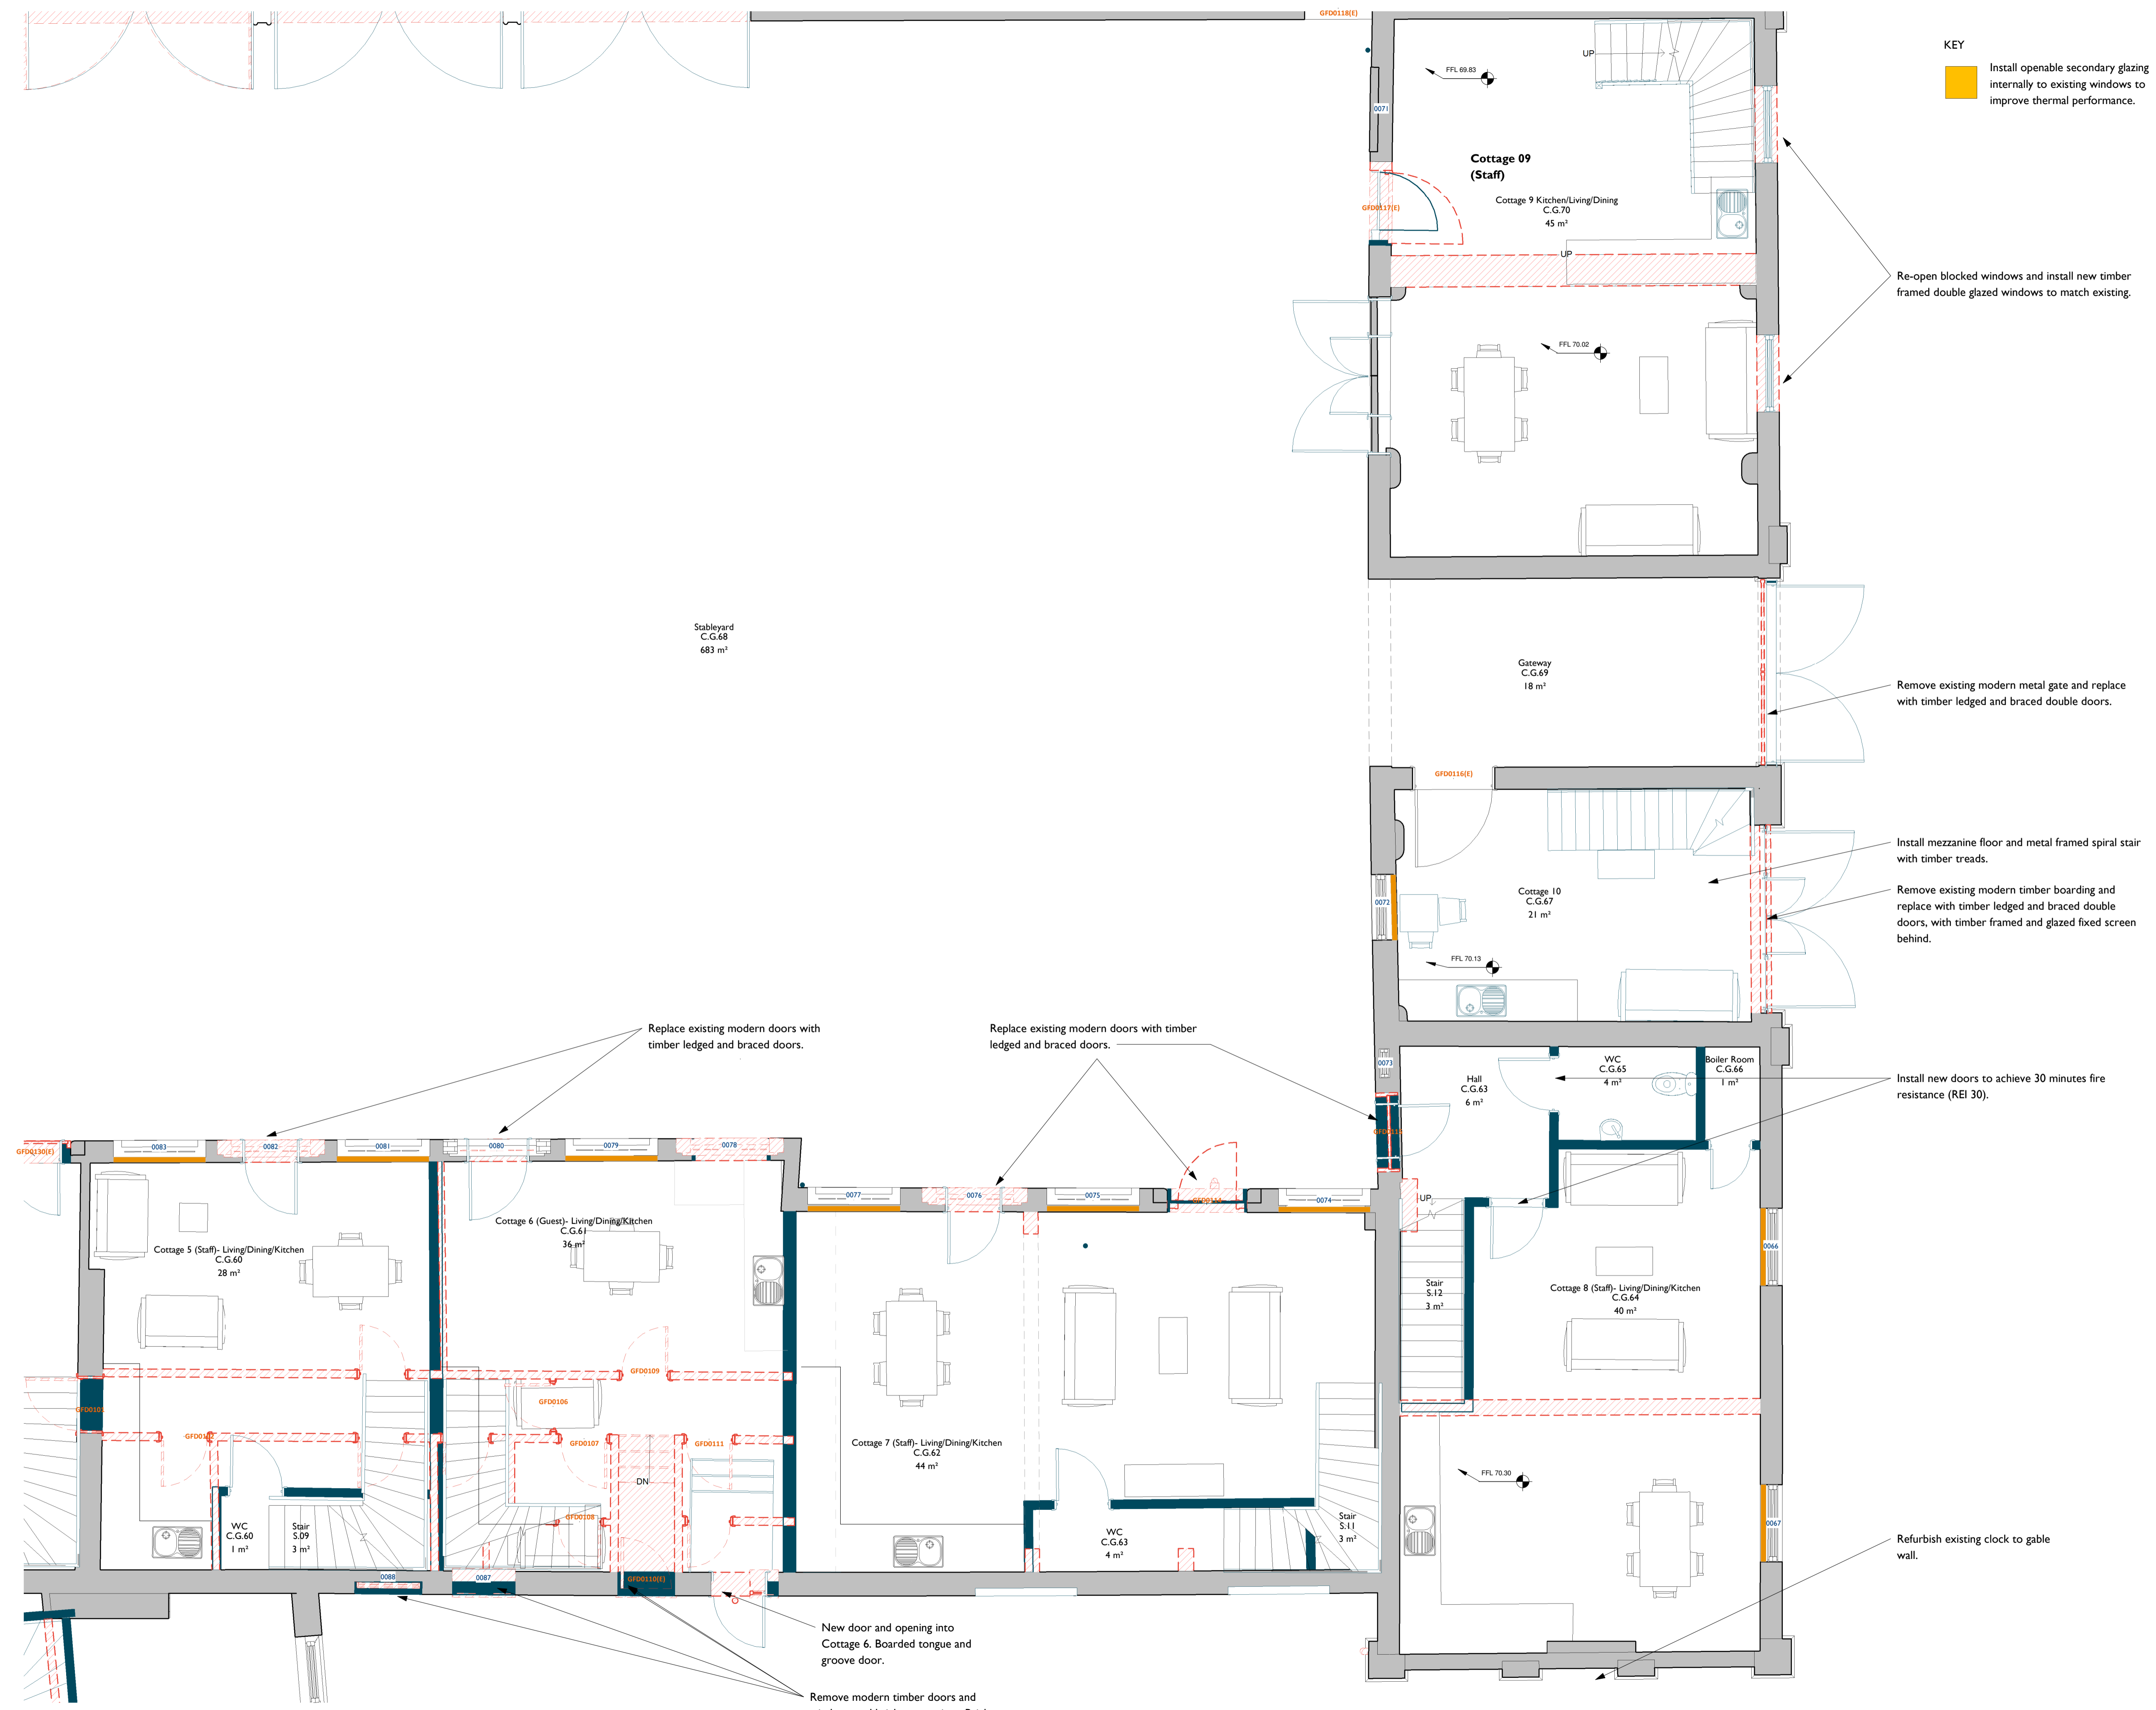 GFD0118(E)
KEY
Install openable secondary glazing
internally to existing windows to
improve thermal performance.
UP
FFL 69.83
0071
Cottage 09
(Staff)
Cottage 9 Kitchen/Living/Dining
C.G.70
45 m²
GFD0117(E)
UP
Re-open blocked windows and install new timber
framed double glazed windows to match existing.
FFL 70.02
Stableyard
C.G.68
683 m²
Gateway
C.G.69
18 m²
Remove existing modern metal gate and replace
with timber ledged and braced double doors.
GFD0116(E)
Install mezzanine floor and metal framed spiral stair
with timber treads.
Remove existing modern timber boarding and
replace with timber ledged and braced double
doors, with timber framed and glazed fixed screen
behind.
0072
Cottage 10
C.G.67
21 m²
FFL 70.13
Replace existing modern doors with
timber ledged and braced doors.
Replace existing modern doors with timber
ledged and braced doors.
0073
Hall
C.G.63
6 m²
WC
C.G.65
4 m²
Boiler Room
C.G.66
1 m²
Install new doors to achieve 30 minutes fire
resistance (REI 30).
GFD0130(E)
0083
0082
0081
0080
0079
0078
0077
0076
0075
0074
UP
Cottage 5 (Staff)- Living/Dining/Kitchen
C.G.60
28 m²
Cottage 6 (Guest)- Living/Dining/Kitchen
C.G.61
36 m²
0066
Stair
S.12
3 m²
Cottage 8 (Staff)- Living/Dining/Kitchen
C.G.64
40 m²
GFD0109
GFD0106
GFD0107
GFD0111
Cottage 7 (Staff)- Living/Dining/Kitchen
C.G.62
44 m²
DN
FFL 70.30
GFD0108
WC
C.G.60
1 m²
Stair
S.09
3 m²
WC
C.G.63
4 m²
Stair
S.11
3 m²
0067
Refurbish existing clock to gable
wall.
0088
0087
GFD0110(E)
New door and opening into
Cottage 6. Boarded tongue and
groove door.
Remove modern timber doors and